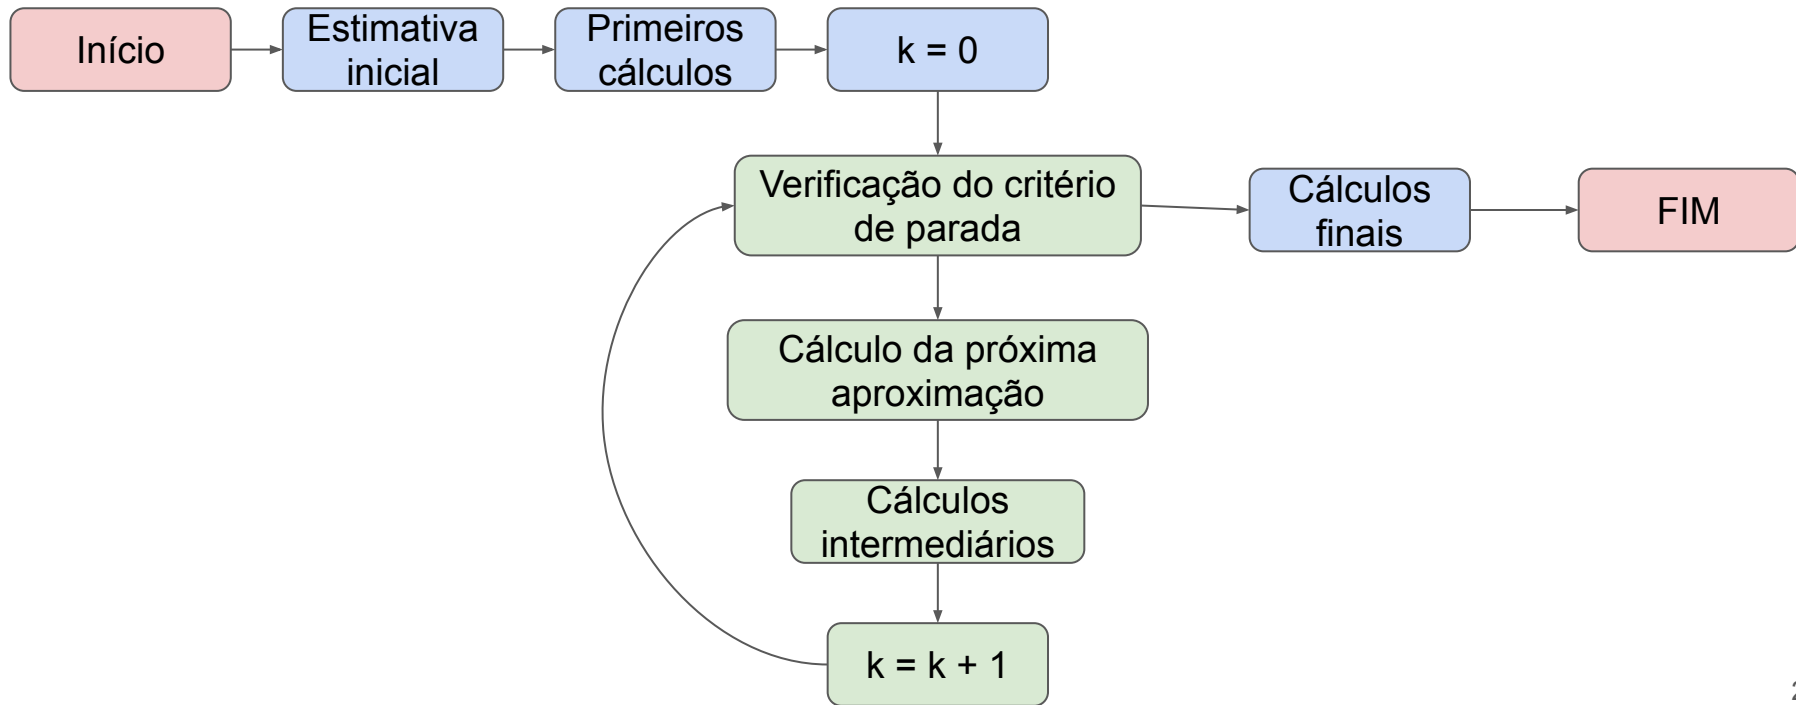 Início
Estimativa
inicial
Primeiros
cálculos
k = 0
Verificação do critério
de parada
Cálculos
finais
FIM
Cálculo da próxima
aproximação
Cálculos
intermediários
k = k + 1